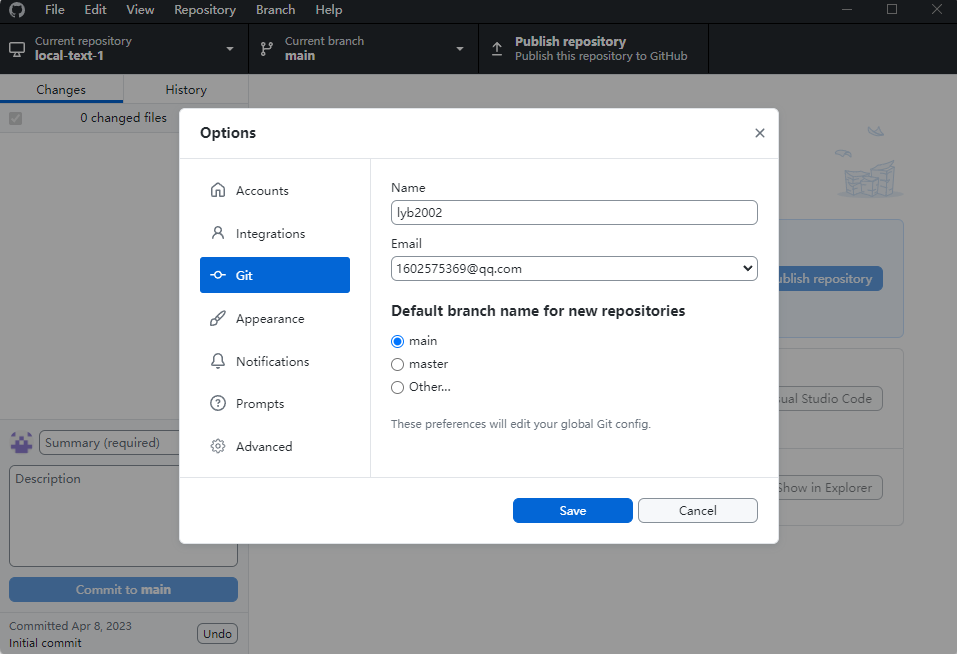 File Edit View Repository Branch Help
Current repository
local-text-1
Current branch
main
Publish repository
Publish this repository to GitHub
Changes
History
0 changed files
Options
Accounts
Integrations
Git
Appearance
Notifications
Prompts
Advanced
Name
lyb2002
Email
1602575369@qq.com
Default branch name for new repositories
main
master
Other...
These preferences will edit your global Git config.
Save
Cancel
repository
Studio Code
Show in Explorer
Summary (required)
Description
Commit to main
Committed Apr 8, 2023
Initial commit
Undo